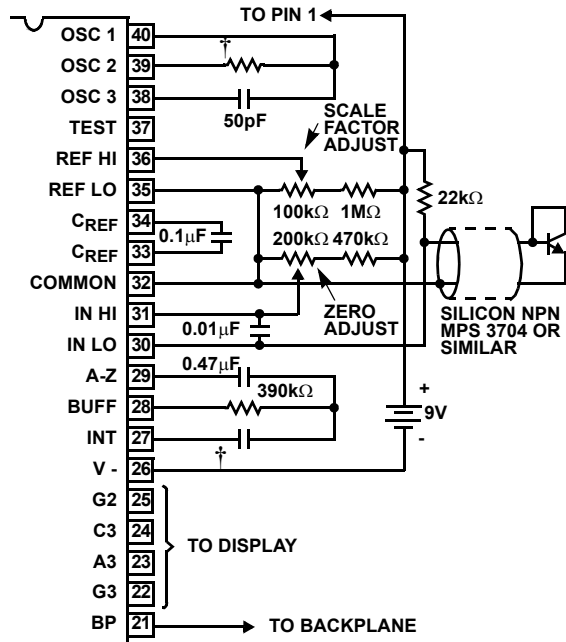 TO PIN 1
OSC 1 40
†
OSC 2 39
OSC 3 38
50pF
TEST 37
SCALE
FACTOR
ADJUST
REF HI 36
REF LO 35
100kΩ 1MΩ
22kΩ
CREF 34
0.1µF
200kΩ 470kΩ
CREF 33
COMMON 32
ZERO
ADJUST
SILICON NPN
MPS 3704 OR
SIMILAR
IN HI 31
0.01µF
IN LO 30
0.47µF
A-Z 29
390kΩ
BUFF 28
+
9V
-
INT 27
†
V - 26
G2 25
C3 24
TO DISPLAY
A3 23
G3 22
BP 21
TO BACKPLANE